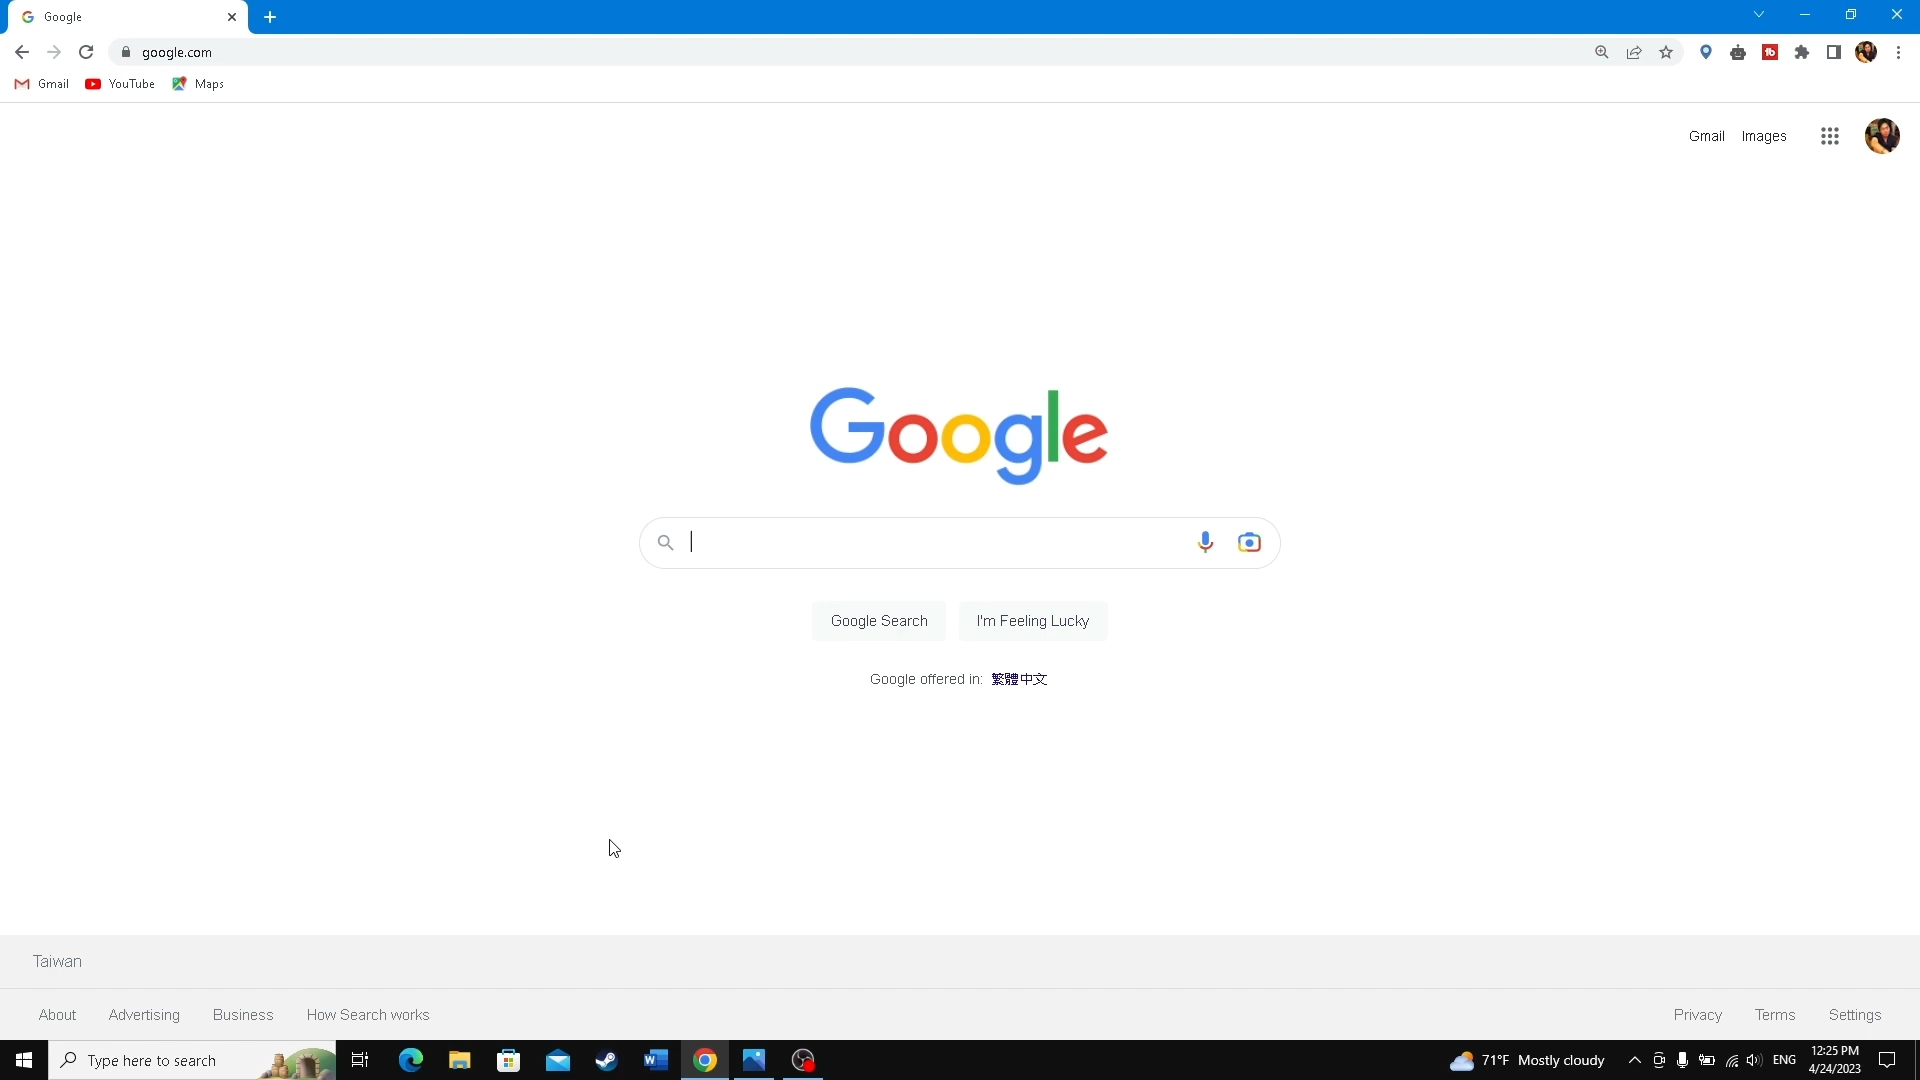 Google
google.com
Gmail YouTube Maps
Gmail Images
Google
Google Search I'm Feeling Lucky
Google offered in: 繁體中文
Taiwan
About Advertising Business How Search works Privacy Terms Settings
Type here to search
71°F Mostly cloudy
ENG
12:25 PM
4/24/2023